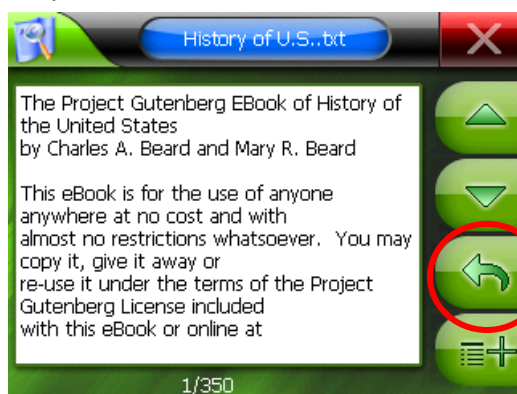 History of U.S..txt
The Project Gutenberg EBook of History of
the United States
by Charles A. Beard and Mary R. Beard
This eBook is for the use of anyone
anywhere at no cost and with
almost no restrictions whatsoever.  You may
copy it, give it away or
re-use it under the terms of the Project
Gutenberg License included
with this eBook or online at
1/350